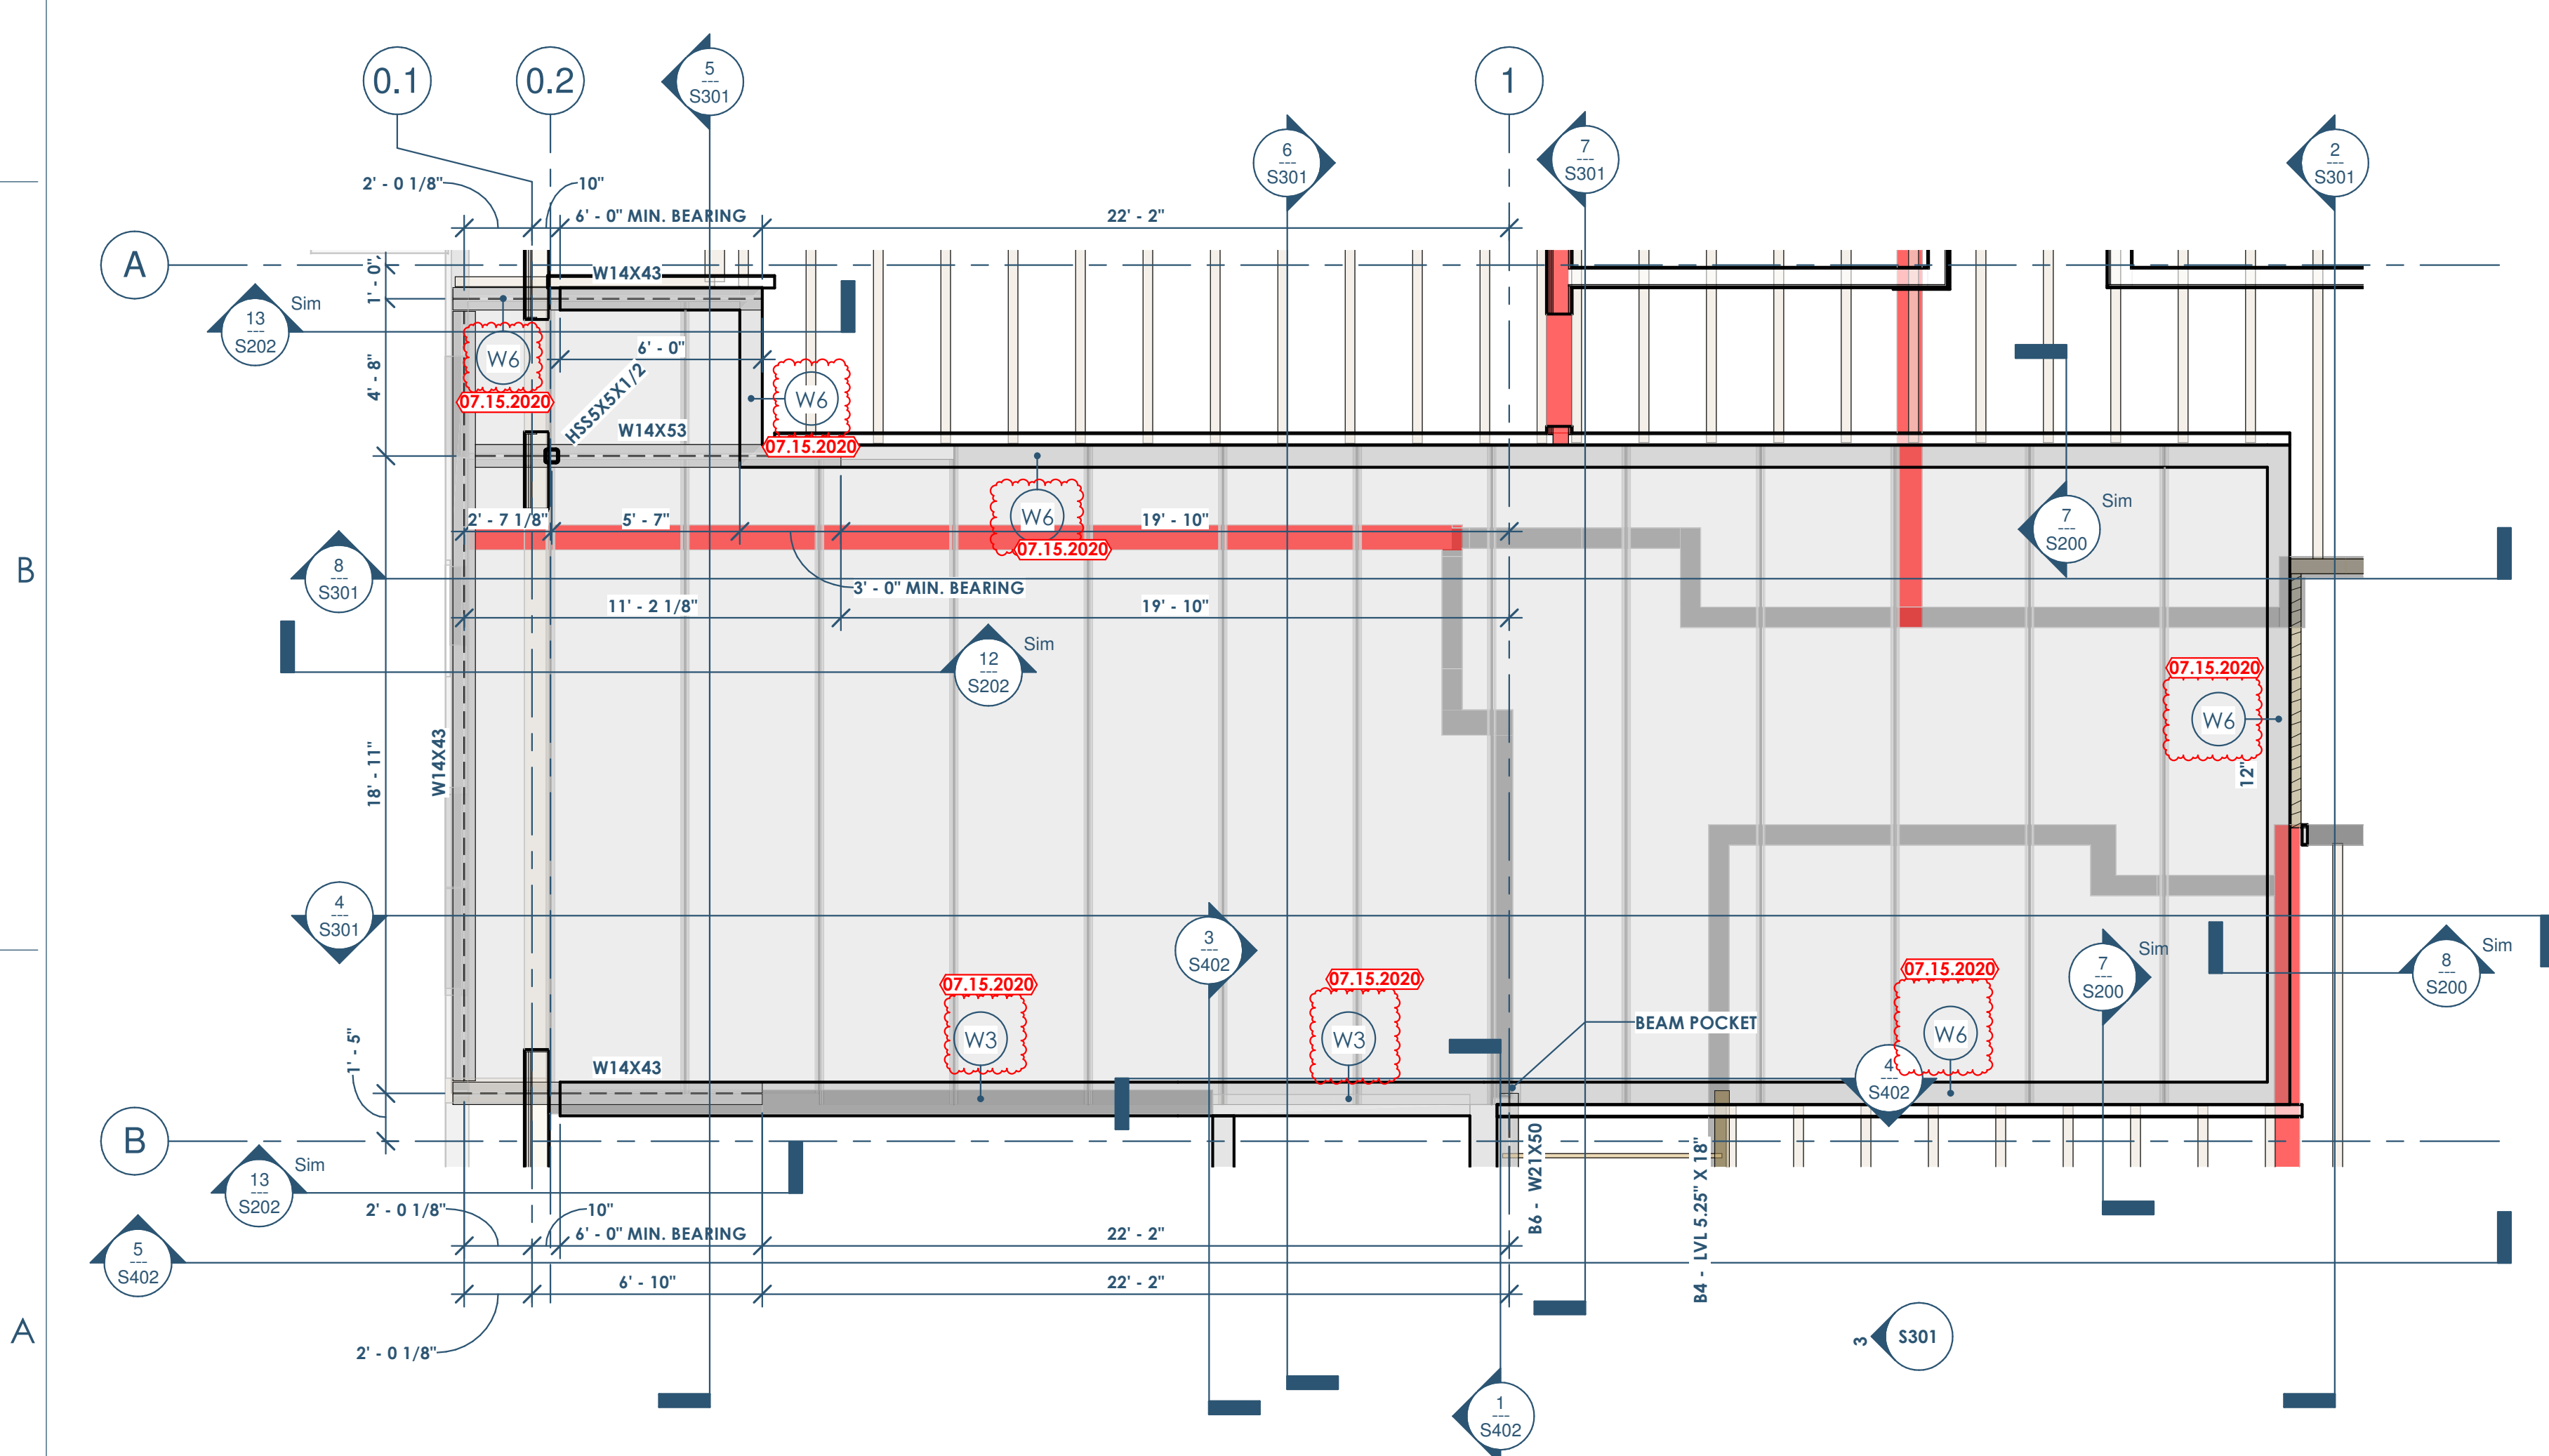 0.1
0.2
5
---
S301
1
6
---
S301
7
---
S301
2
---
S301
2' - 0 1/8"
10"
6' - 0" MIN. BEARING
22' - 2"
A
1' - 0"
W14X43
13
---
S202
Sim
W6
07.15.2020
6' - 0"
4' - 8"
HSS5X5X1/2
W14X53
W6
07.15.2020
W6
07.15.2020
2' - 7 1/8"
5' - 7"
19' - 10"
7
---
S200
Sim
B
8
---
S301
3' - 0" MIN. BEARING
11' - 2 1/8"
19' - 10"
12
---
S202
Sim
07.15.2020
W6
12"
W14X43
18' - 11"
4
---
S301
3
---
S402
07.15.2020
W3
07.15.2020
W3
07.15.2020
W6
7
---
S200
Sim
8
---
S200
Sim
BEAM POCKET
1' - 5"
W14X43
4
---
S402
B
13
---
S202
Sim
B6 - W21X50
B4 - LVL 5.25" X 18"
2' - 0 1/8"
10"
6' - 0" MIN. BEARING
22' - 2"
5
---
S402
6' - 10"
22' - 2"
A
2' - 0 1/8"
3
S301
1
---
S402